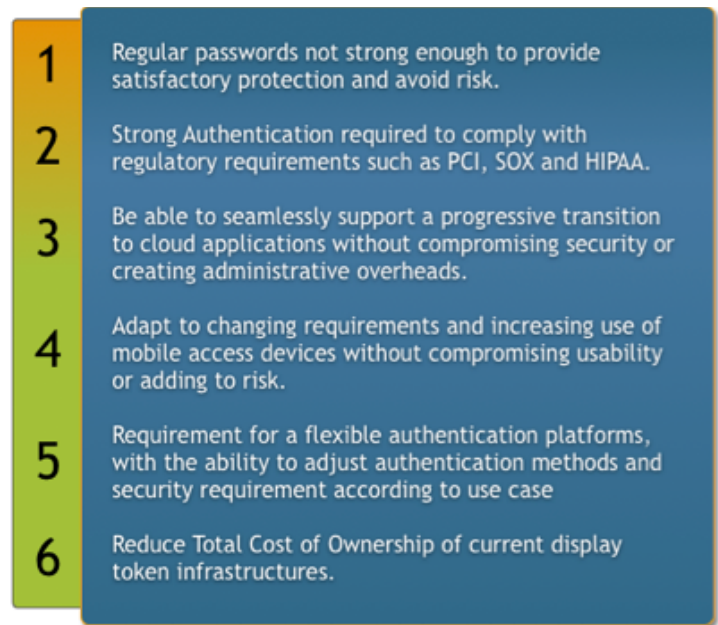 1
Regular passwords not strong enough to provide
satisfactory protection and avoid risk.
2
Strong Authentication required to comply with
regulatory requirements such as PCI, SOX and HIPAA.
3
Be able to seamlessly support a progressive transition
to cloud applications without compromising security or
creating administrative overheads.
4
Adapt to changing requirements and increasing use of
mobile access devices without compromising usability
or adding to risk.
5
Requirement for a flexible authentication platforms,
with the ability to adjust authentication methods and
security requirement according to use case
6
Reduce Total Cost of Ownership of current display
token infrastructures.